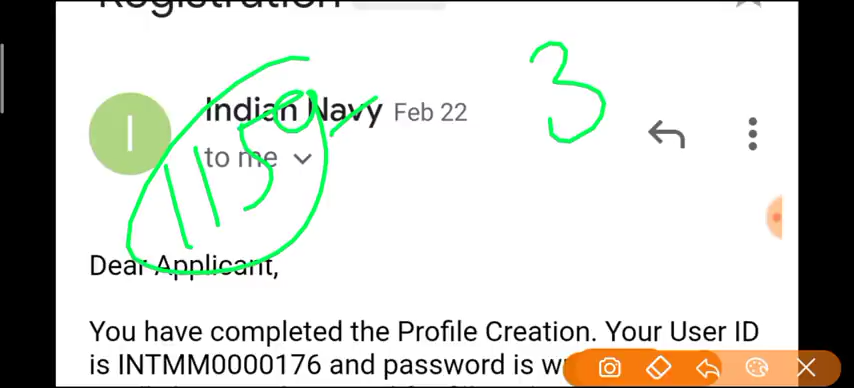 Registration
3
Indian Navy Feb 22
1159
to me
Dear Applicant,
You have completed the Profile Creation. Your User ID
is INTMM0000176 and password is